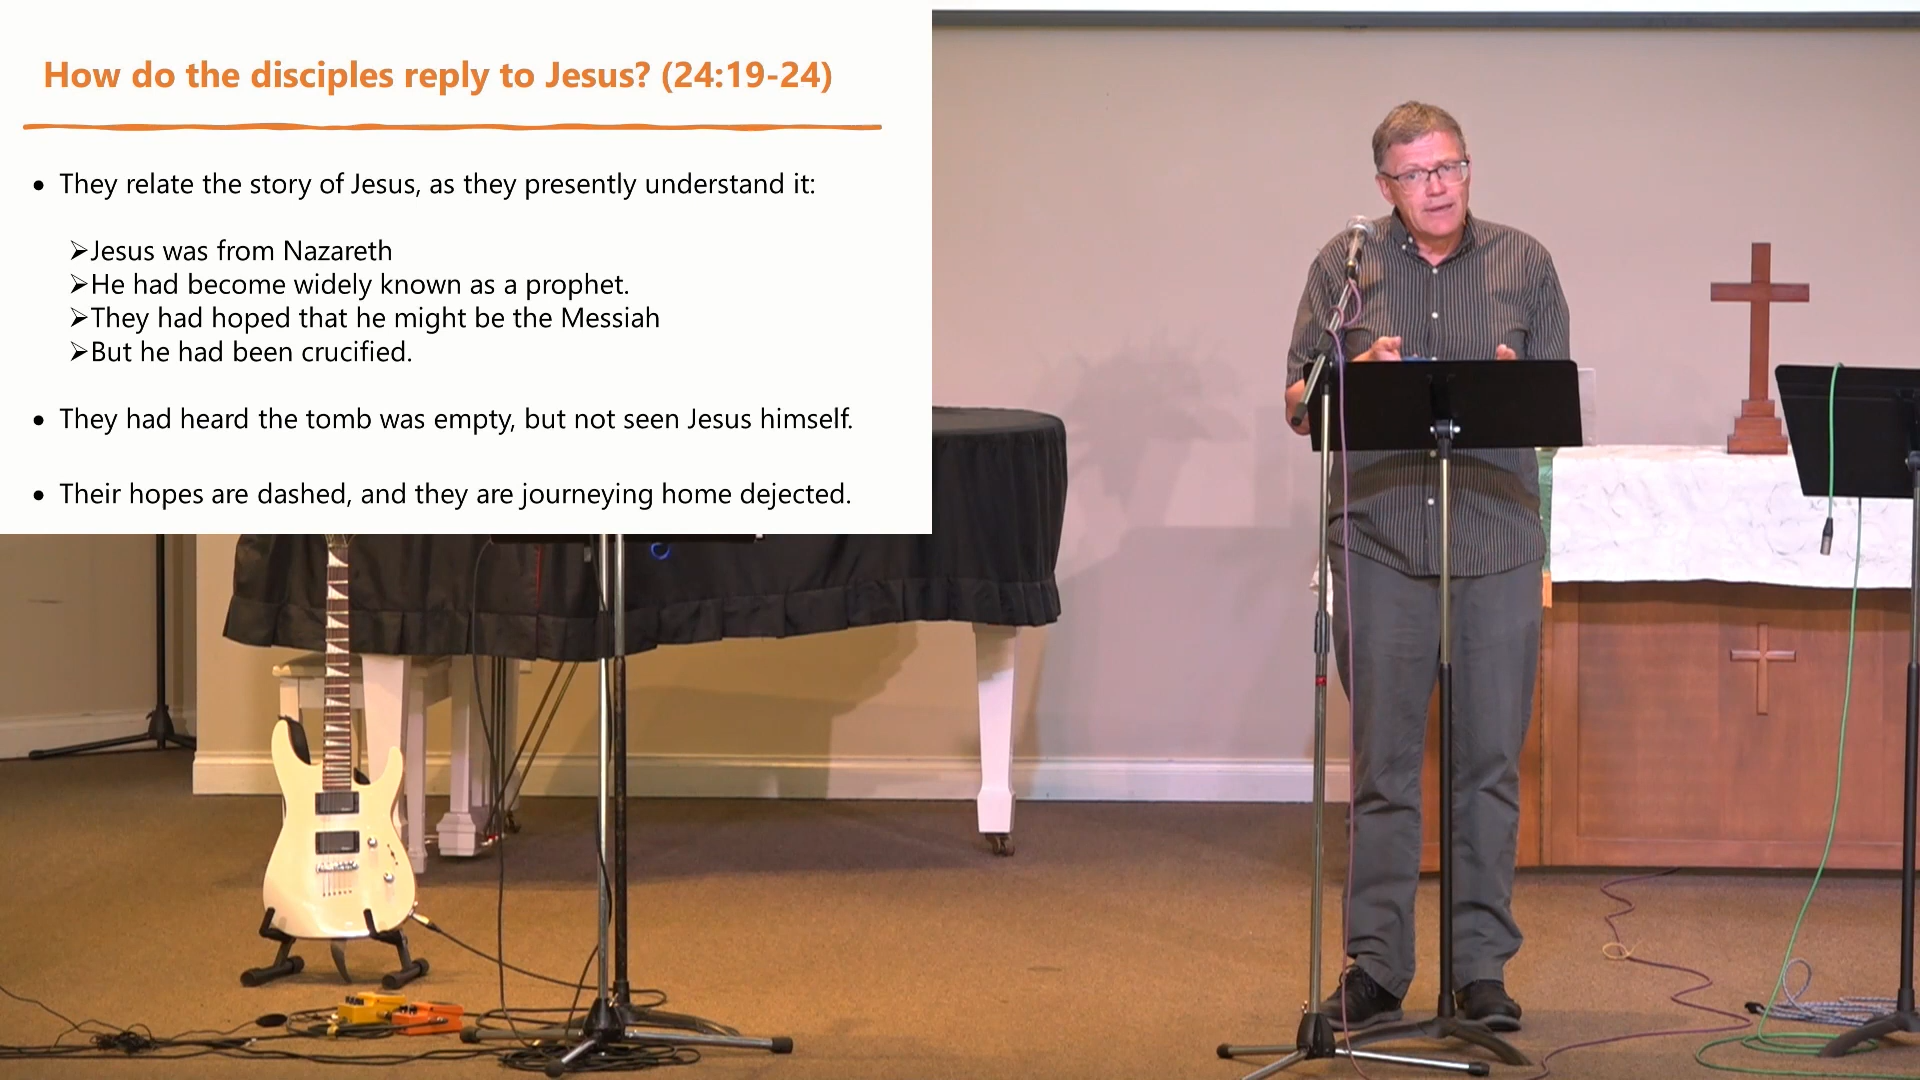 How do the disciples reply to Jesus? (24:19-24)
• They relate the story of Jesus, as they presently understand it:
➢Jesus was from Nazareth
➢He had become widely known as a prophet.
➢They had hoped that he might be the Messiah
➢But he had been crucified.
• They had heard the tomb was empty, but not seen Jesus himself.
• Their hopes are dashed, and they are journeying home dejected.